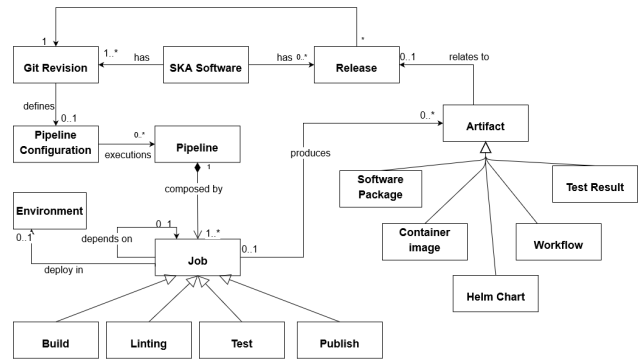 1
*
1..*
has
has 0..*
0..1
relates to
Git Revision
SKA Software
Release
defines
0..1
0..*
Artifact
Pipeline
Configuration
0..*
executions
Pipeline
1
produces
composed by
Software
Package
Test Result
Environment
0..1
depends on
0..1
1..*
Container
image
Workflow
deploy in
Job
0..1
Helm Chart
Build
Linting
Test
Publish